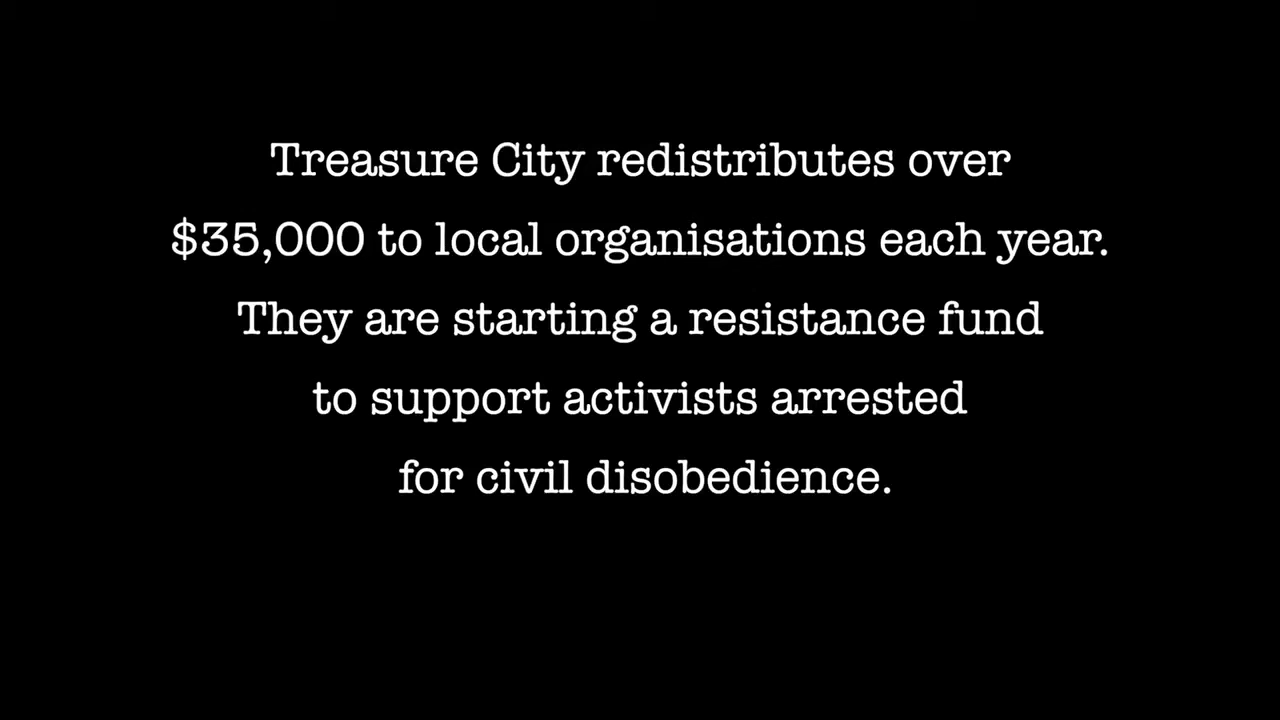 Treasure City redistributes over
$35,000 to local organisations each year.
They are starting a resistance fund
to support activists arrested
for civil disobedience.